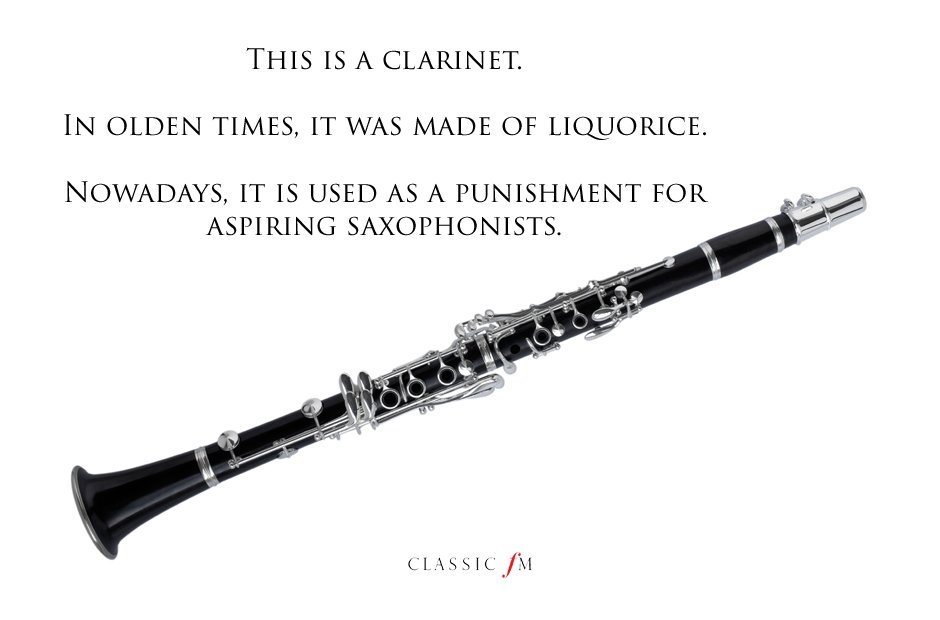 This is a clarinet.
In olden times, it was made of liquorice.
Nowadays, it is used as a punishment for
aspiring saxophonists.
CLASSIC fM